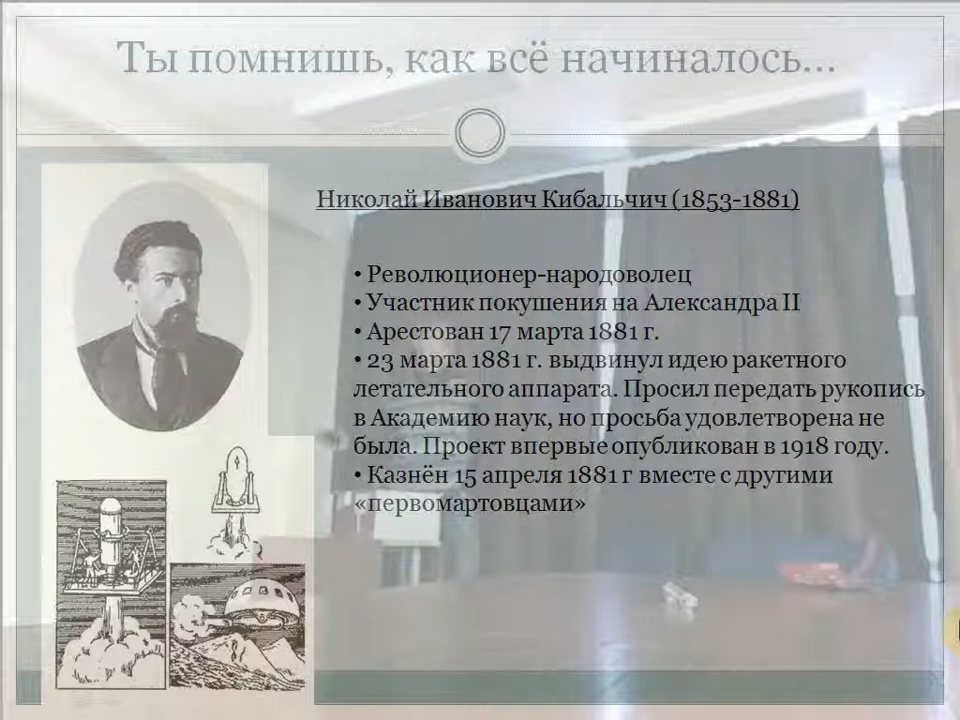 Ты помнишь, как всё начиналось...
Николай Иванович Кибальчич (1853-1881)
• Революционер-народоволец
• Участник покушения на Александра II
• Арестован 17 марта 1881 г.
• 23 марта 1881 г. выдвинул идею ракетного
летательного аппарата. Просил передать рукопись
в Академию наук, но просьба удовлетворена не
была. Проект впервые опубликован в 1918 году.
• Казнён 15 апреля 1881 г вместе с другими
«первомартовцами»